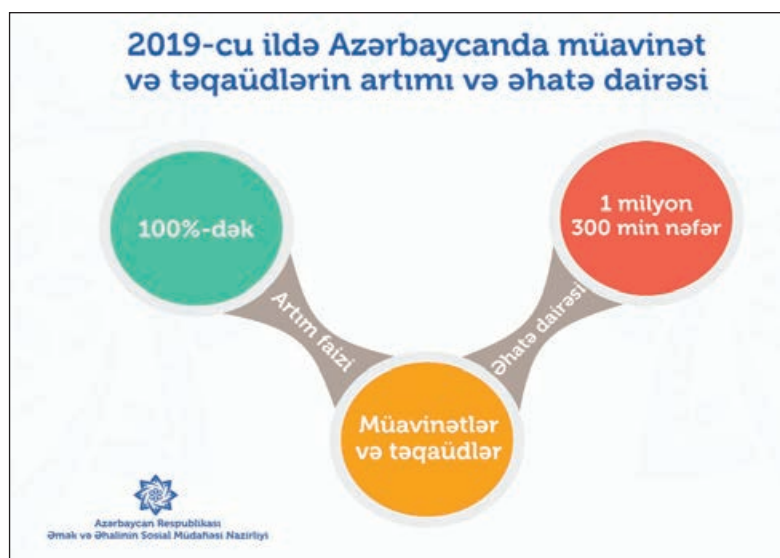 2019-cu ildə Azərbaycanda müavinət
və təqaüdlərin artımı və əhatə dairəsi
100%-dək
1 milyon
300 min nəfər
Artım faizi
Əhatə dairəsi
Müavinətlər
və təqaüdlər
Azərbaycan Respublikası
Əmək və Əhalinin Sosial Müdafiəsi Nazirliyi